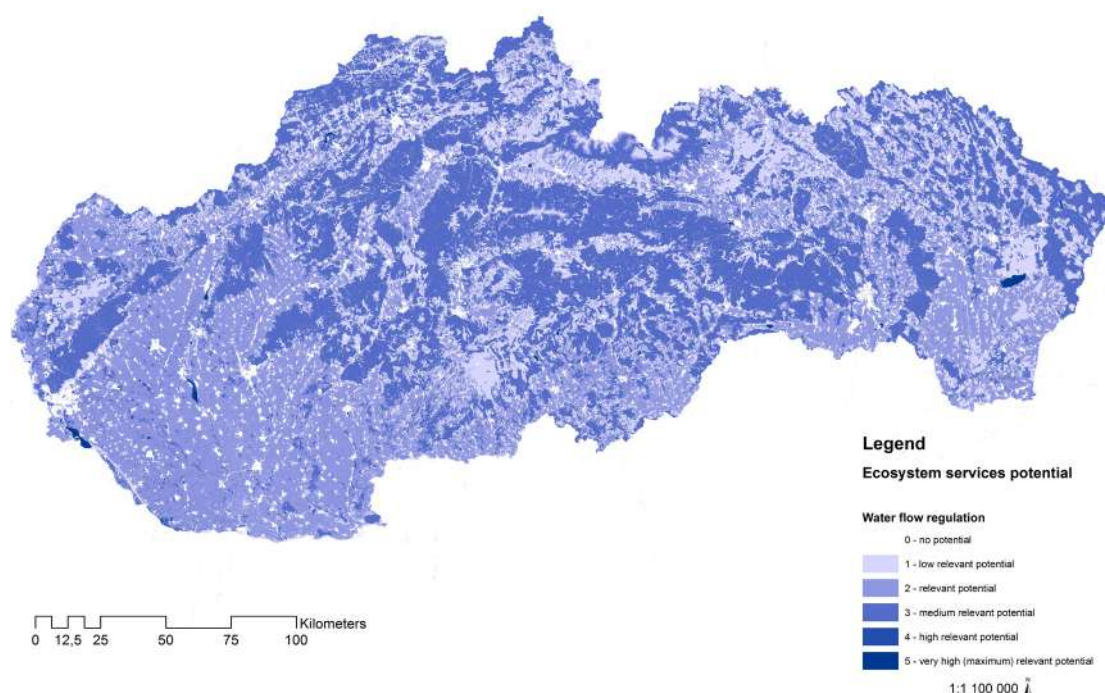 Legend
Ecosystem services potential
Water flow regulation
0 - no potential
1 - low relevant potential
2 - relevant potential
3 - medium relevant potential
4 - high relevant potential
5 - very high (maximum) relevant potential
Kilometers
0 12,5 25 50 75 100
1:1 100 000
N